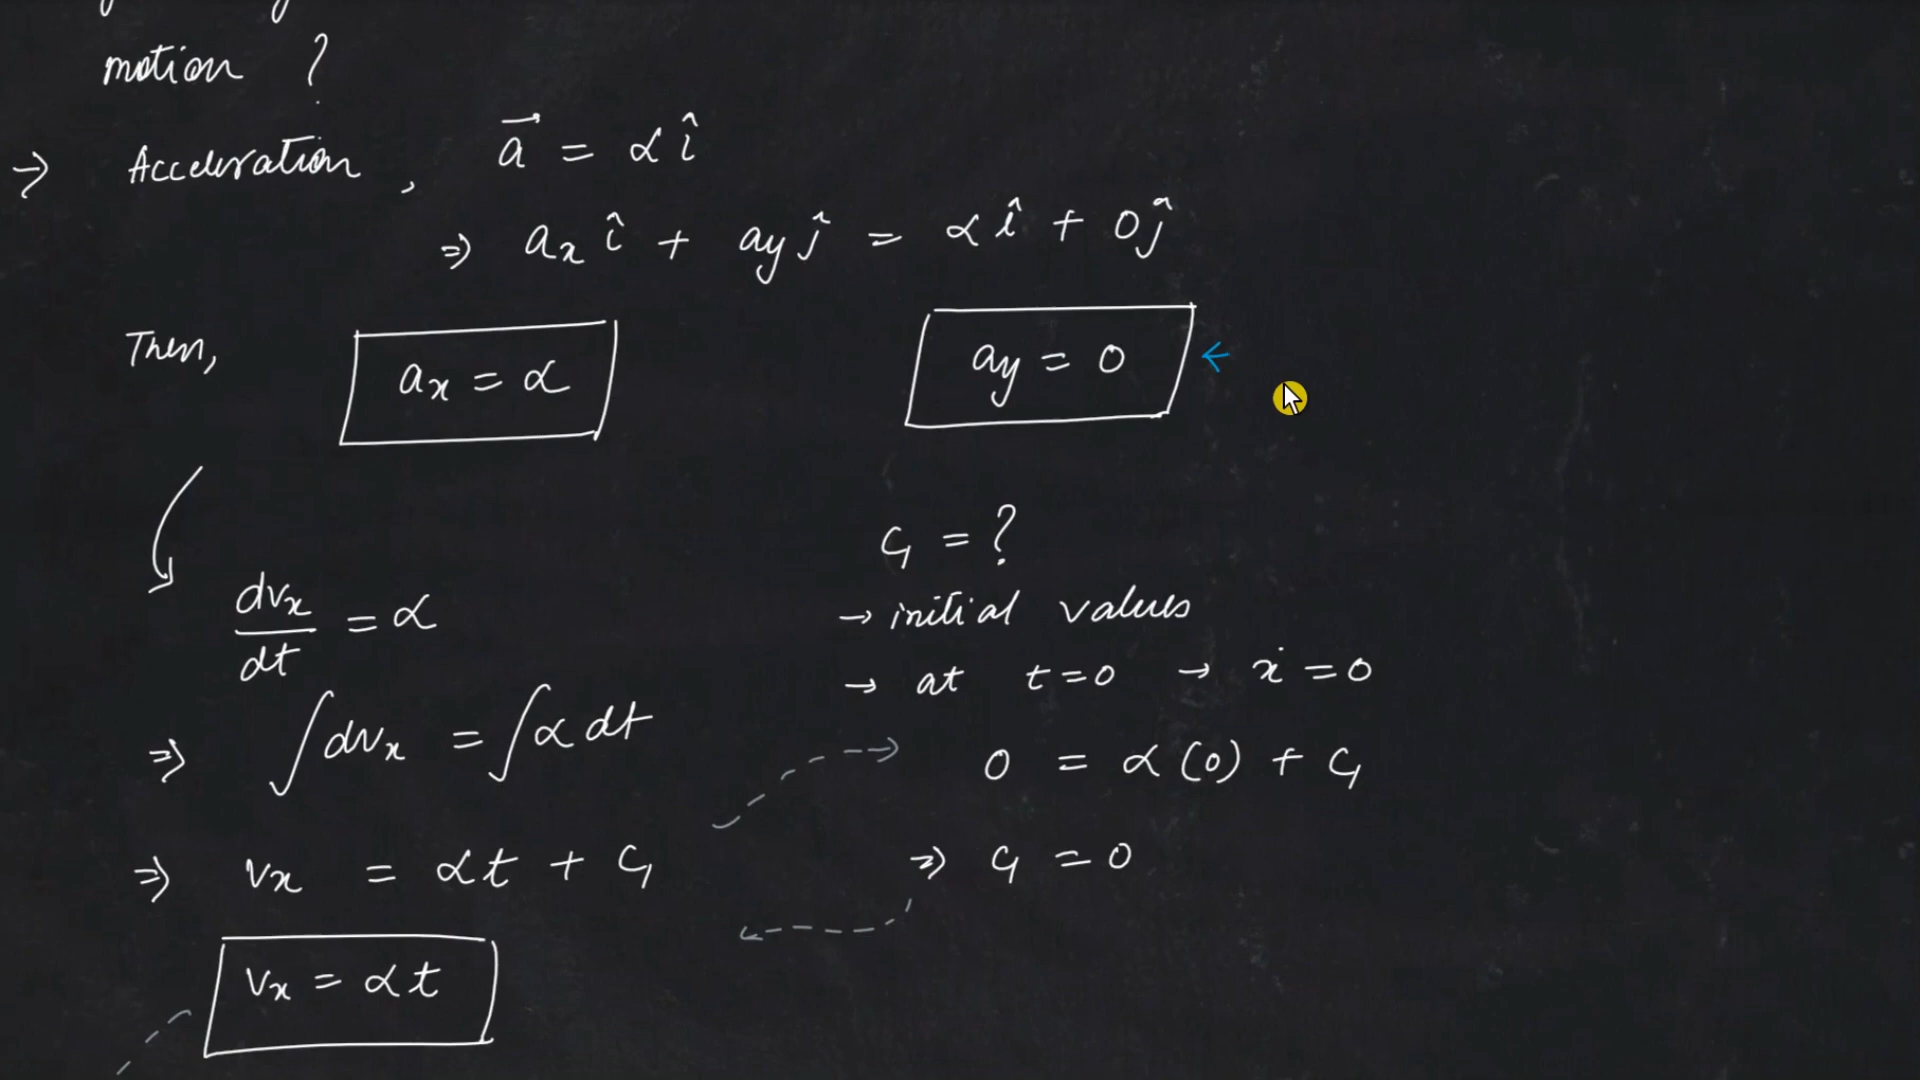 motion ?
→ Acceleration, a⃗ = α î
⇒ aₓ î + a_y ĵ = α î + 0 ĵ
Then, aₓ = α a_y = 0 ←
C₁ = ?
→ initial values
→ at t=0 → ẋ = 0
dvₓ/dt = α
⇒ ∫dvₓ = ∫α dt
0 = α(0) + C₁
⇒ vₓ = αt + C₁
⇒ C₁ = 0
vₓ = αt